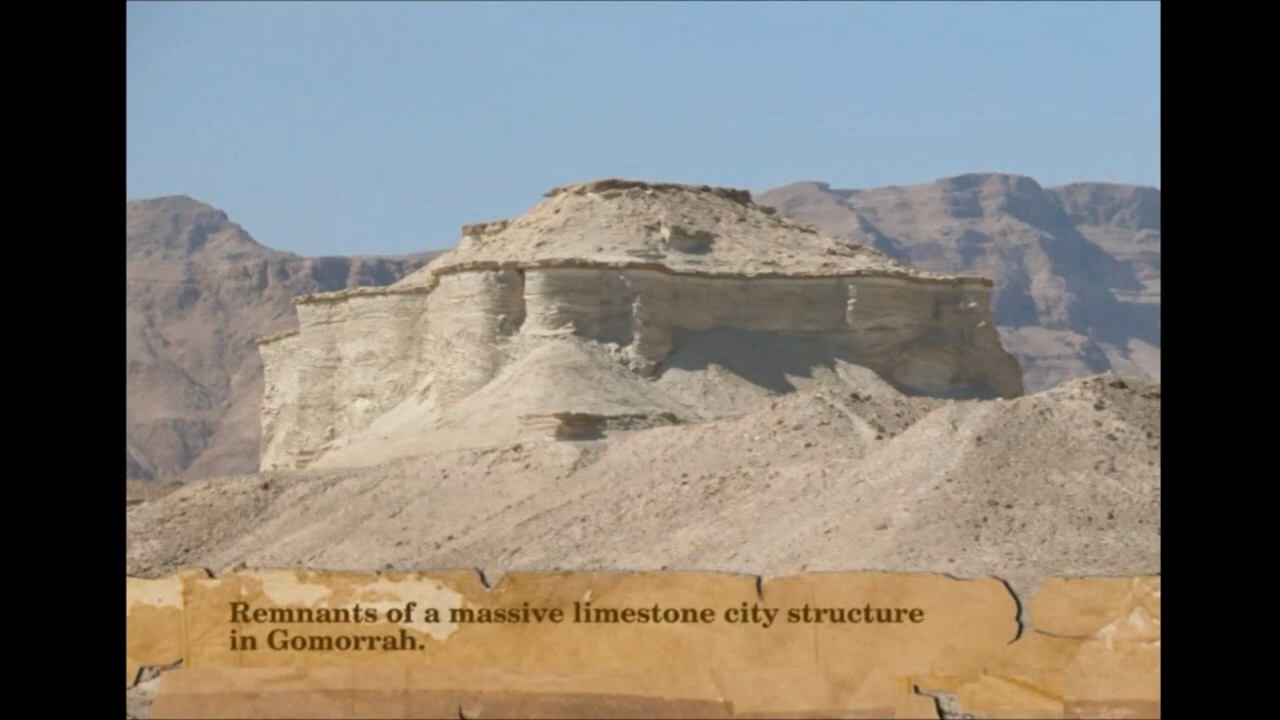 Remnants of a massive limestone city structure
in Gomorrah.